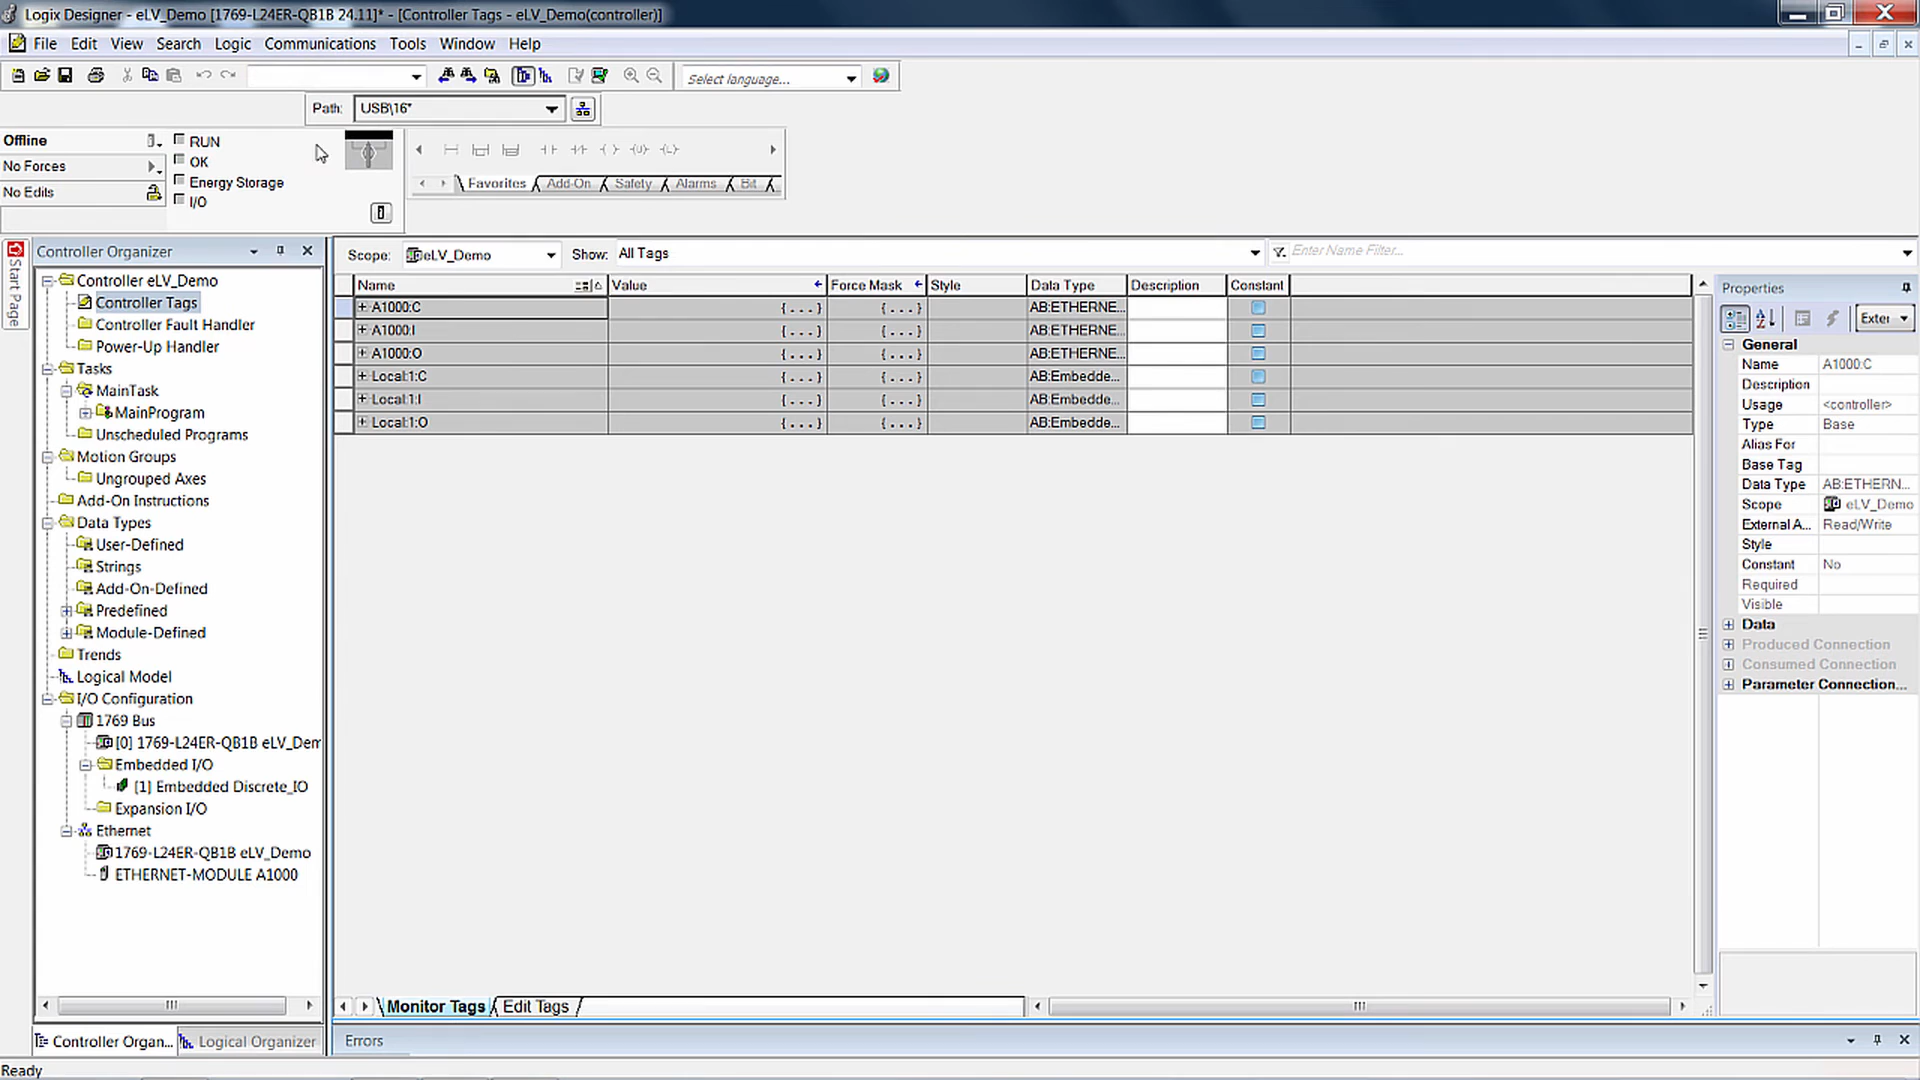 Logix Designer - eLV_Demo [1769-L24ER-QB1B 24.11]* - [Controller Tags - eLV_Demo(controller)]
File Edit View Search Logic Communications Tools Window Help
Select language...
Path: USB\16*
Offline
No Forces
No Edits
RUN
OK
Energy Storage
I/O
Favorites Add-On Safety Alarms Bit
Start Page
Controller Organizer
Controller eLV_Demo
Controller Tags
Controller Fault Handler
Power-Up Handler
Tasks
MainTask
MainProgram
Unscheduled Programs
Motion Groups
Ungrouped Axes
Add-On Instructions
Data Types
User-Defined
Strings
Add-On-Defined
Predefined
Module-Defined
Trends
Logical Model
I/O Configuration
1769 Bus
[0] 1769-L24ER-QB1B eLV_Dem
Embedded I/O
[1] Embedded Discrete_IO
Expansion I/O
Ethernet
1769-L24ER-QB1B eLV_Demo
ETHERNET-MODULE A1000
Controller Organ...
Logical Organizer
Scope: eLV_Demo Show: All Tags Enter Name Filter...
Name Value Force Mask Style Data Type Description Constant
A1000:C {...} {...} AB:ETHERNE...
A1000:I {...} {...} AB:ETHERNE...
A1000:O {...} {...} AB:ETHERNE...
Local:1:C {...} {...} AB:Embedde...
Local:1:I {...} {...} AB:Embedde...
Local:1:O {...} {...} AB:Embedde...
Monitor Tags Edit Tags
Errors
Properties
Exter
General
Name A1000:C
Description
Usage <controller>
Type Base
Alias For
Base Tag
Data Type AB:ETHERN...
Scope eLV_Demo
External A... Read/Write
Style
Constant No
Required
Visible
Data
Produced Connection
Consumed Connection
Parameter Connection...
Ready